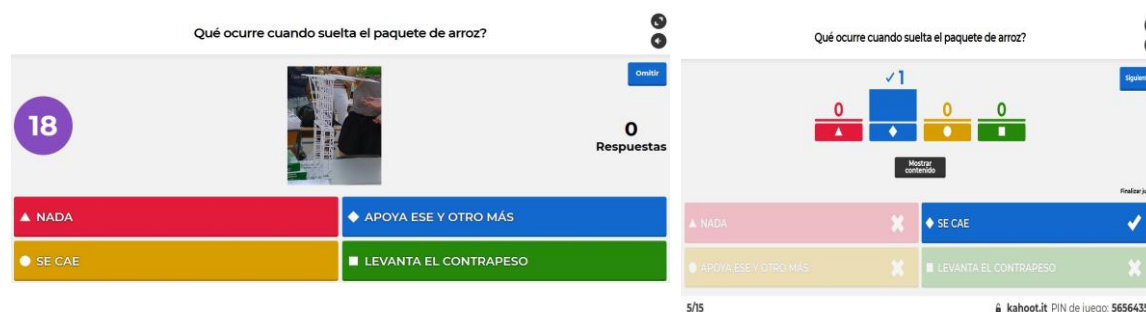 Qué ocurre cuando suelta el paquete de arroz?
Omitir
18
0
Respuestas
NADA
APOYA ESE Y OTRO MÁS
SE CAE
LEVANTA EL CONTRAPESO
Qué ocurre cuando suelta el paquete de arroz?
✓1
0 0 0
Mostrar
contenido
NADA
SE CAE
APOYA ESE Y OTRO MÁS
LEVANTA EL CONTRAPESO
5/15
kahoot.it PIN de juego: